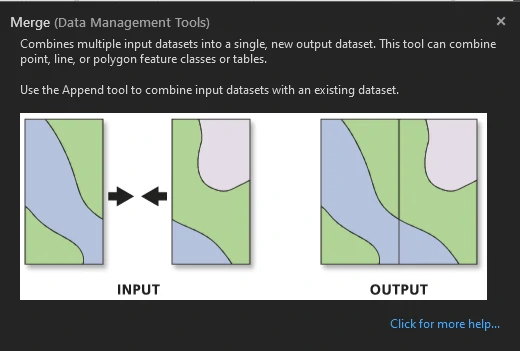 Merge (Data Management Tools)
Combines multiple input datasets into a single, new output dataset. This tool can combine
point, line, or polygon feature classes or tables.
Use the Append tool to combine input datasets with an existing dataset.
INPUT
OUTPUT
Click for more help...